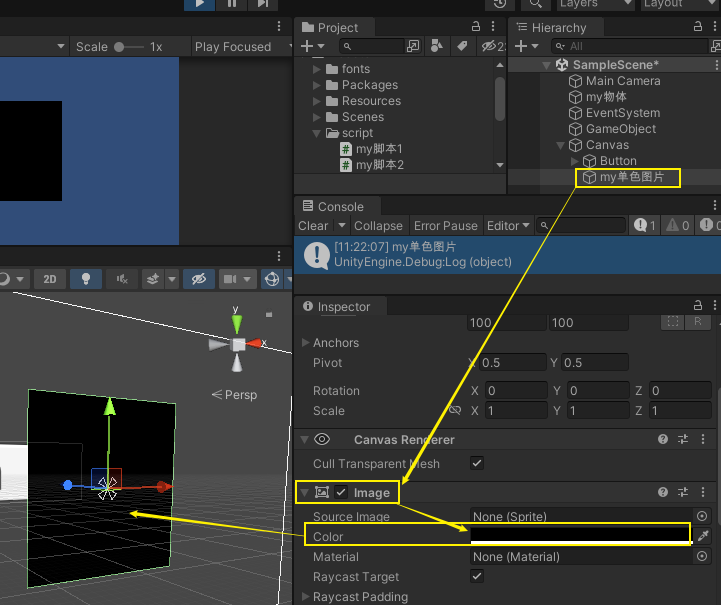 Layers
Layout
Scale 1x Play Focused
Project
Hierarchy
All
fonts
Packages
Resources
Scenes
script
my脚本1
my脚本2
SampleScene*
Main Camera
my物体
EventSystem
GameObject
Canvas
Button
my单色图片
Console
Clear Collapse Error Pause Editor 1 0 0
[11:22:07] my单色图片
UnityEngine.Debug:Log (object)
2D
y
x
Persp
Inspector
100 100 R
Anchors
Pivot X 0.5 Y 0.5
Rotation X 0 Y 0 Z 0
Scale X 1 Y 1 Z 1
Canvas Renderer
Cull Transparent Mesh
Image
Source Image None (Sprite)
Color
Material None (Material)
Raycast Target
Raycast Padding